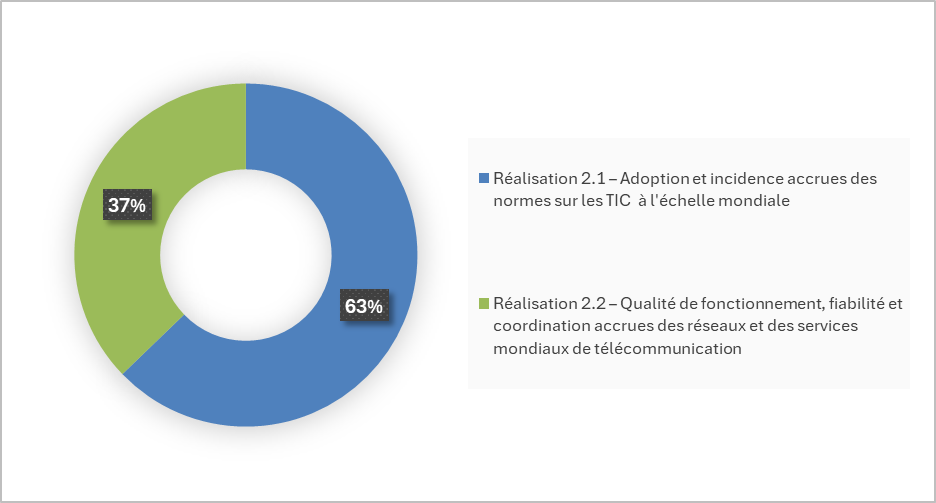 37%
63%
Réalisation 2.1 – Adoption et incidence accrues des
normes sur les TIC à l'échelle mondiale
Réalisation 2.2 – Qualité de fonctionnement, fiabilité et
coordination accrues des réseaux et des services
mondiaux de télécommunication